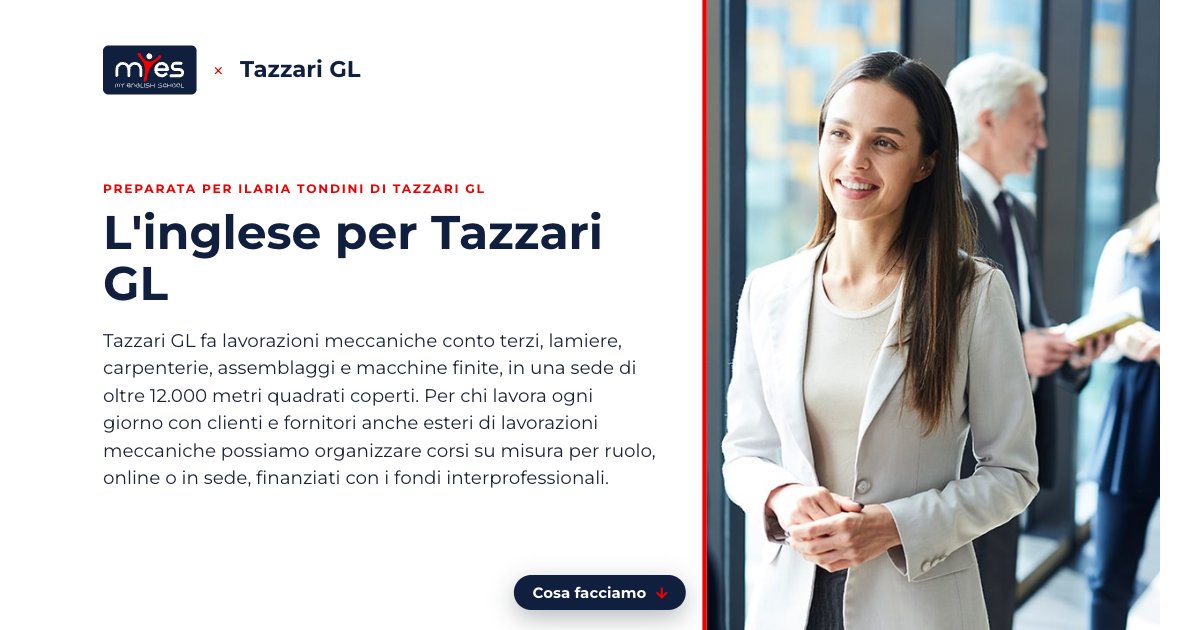 myes
MY ENGLISH SCHOOL
× Tazzari GL
PREPARATA PER ILARIA TONDINI DI TAZZARI GL
L'inglese per Tazzari
GL
Tazzari GL fa lavorazioni meccaniche conto terzi, lamiere,
carpenterie, assemblaggi e macchine finite, in una sede di
oltre 12.000 metri quadrati coperti. Per chi lavora ogni
giorno con clienti e fornitori anche esteri di lavorazioni
meccaniche possiamo organizzare corsi su misura per ruolo,
online o in sede, finanziati con i fondi interprofessionali.
Cosa facciamo ↓